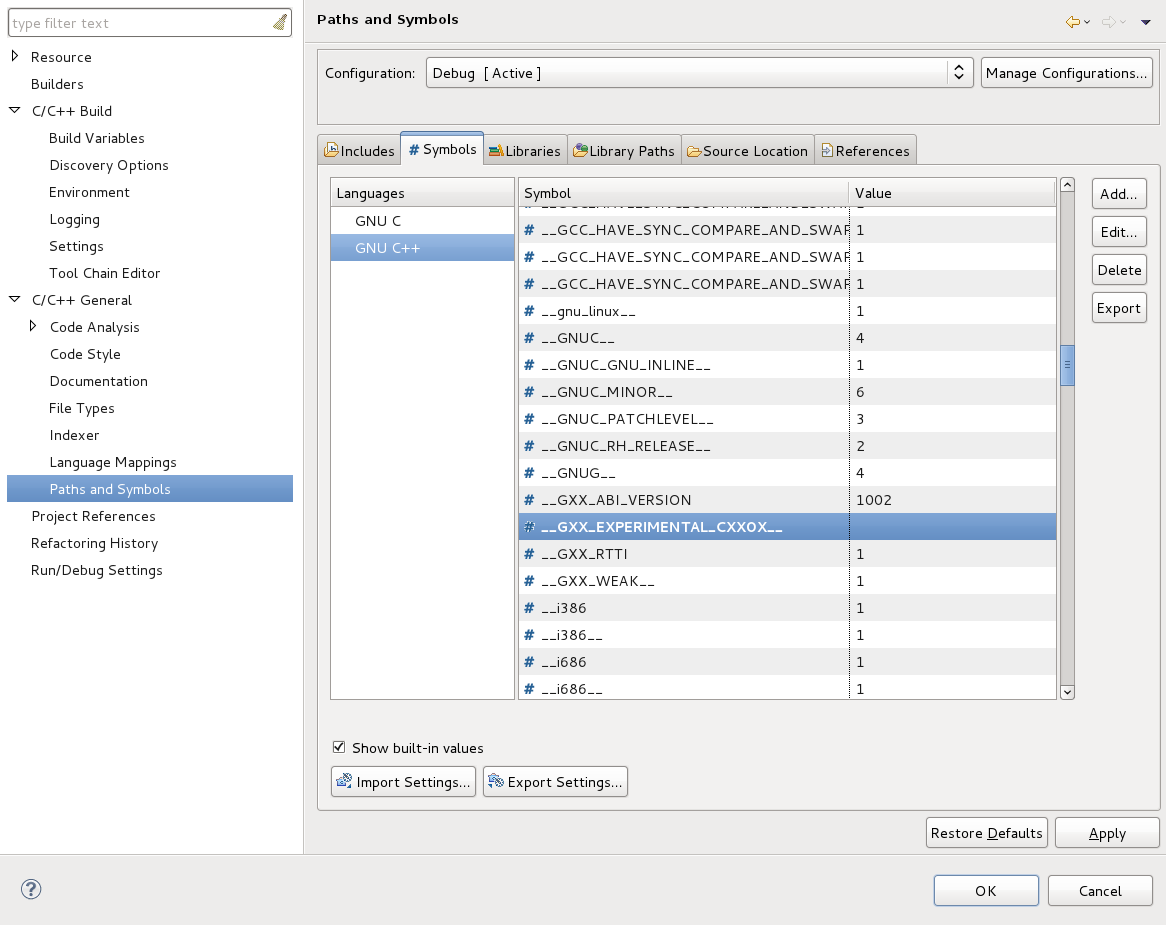 type filter text
Resource
Builders
C/C++ Build
Build Variables
Discovery Options
Environment
Logging
Settings
Tool Chain Editor
C/C++ General
Code Analysis
Code Style
Documentation
File Types
Indexer
Language Mappings
Paths and Symbols
Project References
Refactoring History
Run/Debug Settings
Paths and Symbols
Configuration: Debug [ Active ] Manage Configurations...
Includes # Symbols Libraries Library Paths Source Location References
Languages
GNU C
GNU C++
Symbol Value
# __GCC_HAVE_SYNC_COMPARE_AND_SWAP 1
# __GCC_HAVE_SYNC_COMPARE_AND_SWAP 1
# __GCC_HAVE_SYNC_COMPARE_AND_SWAP 1
# __gnu_linux__ 1
# __GNUC__ 4
# __GNUC_GNU_INLINE__ 1
# __GNUC_MINOR__ 6
# __GNUC_PATCHLEVEL__ 3
# __GNUC_RH_RELEASE__ 2
# __GNUG__ 4
# __GXX_ABI_VERSION 1002
# __GXX_EXPERIMENTAL_CXX0X__
# __GXX_RTTI 1
# __GXX_WEAK__ 1
# __i386 1
# __i386__ 1
# __i686 1
# __i686__ 1
Add...
Edit...
Delete
Export
Show built-in values
Import Settings... Export Settings...
Restore Defaults Apply
OK Cancel